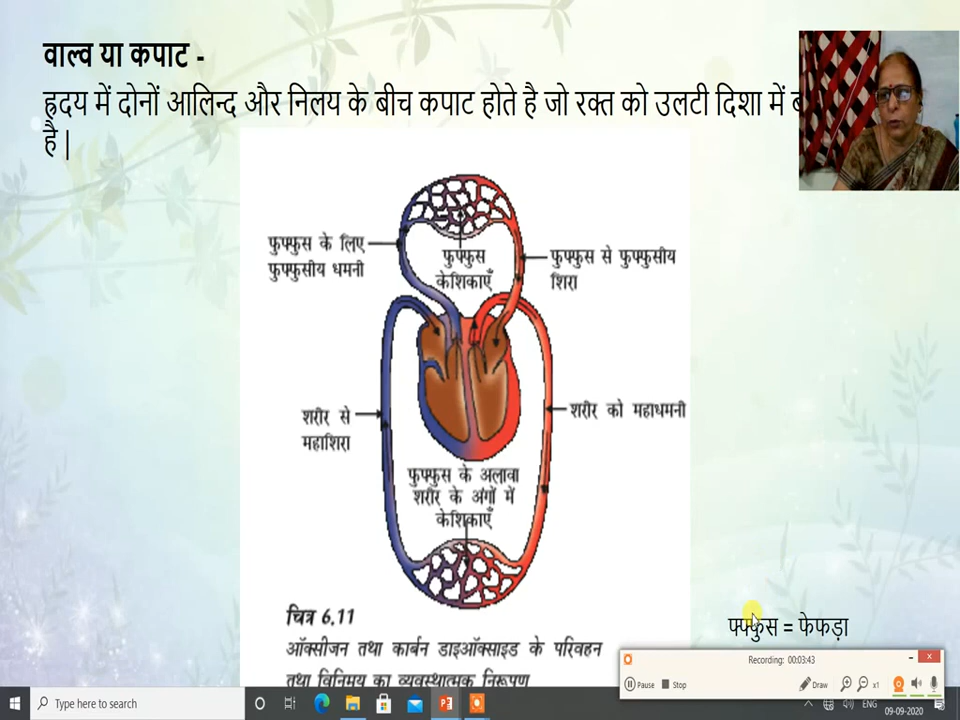 वाल्व या कपाट -
ह्रदय में दोनों आलिन्द और निलय के बीच कपाट होते है जो रक्त को उलटी दिशा में
है |
फुफ्फुस के लिए
फुफ्फुसीय धमनी
फुफ्फुस
केशिकाएँ
फुफ्फुस से फुफ्फुसीय
शिरा
शरीर से
महाशिरा
शरीर को महाधमनी
फुफ्फुस के अलावा
शरीर के अंगों में
केशिकाएँ
चित्र 6.11
ऑक्सीजन तथा कार्बन डाइऑक्साइड के परिवहन
तथा विनिमय का व्यवस्थात्मक निरूपण
= फेफड़ा
Recording: 00:03:43
Pause
Stop
Draw
x1
Type here to search
ENG
09-09-2020